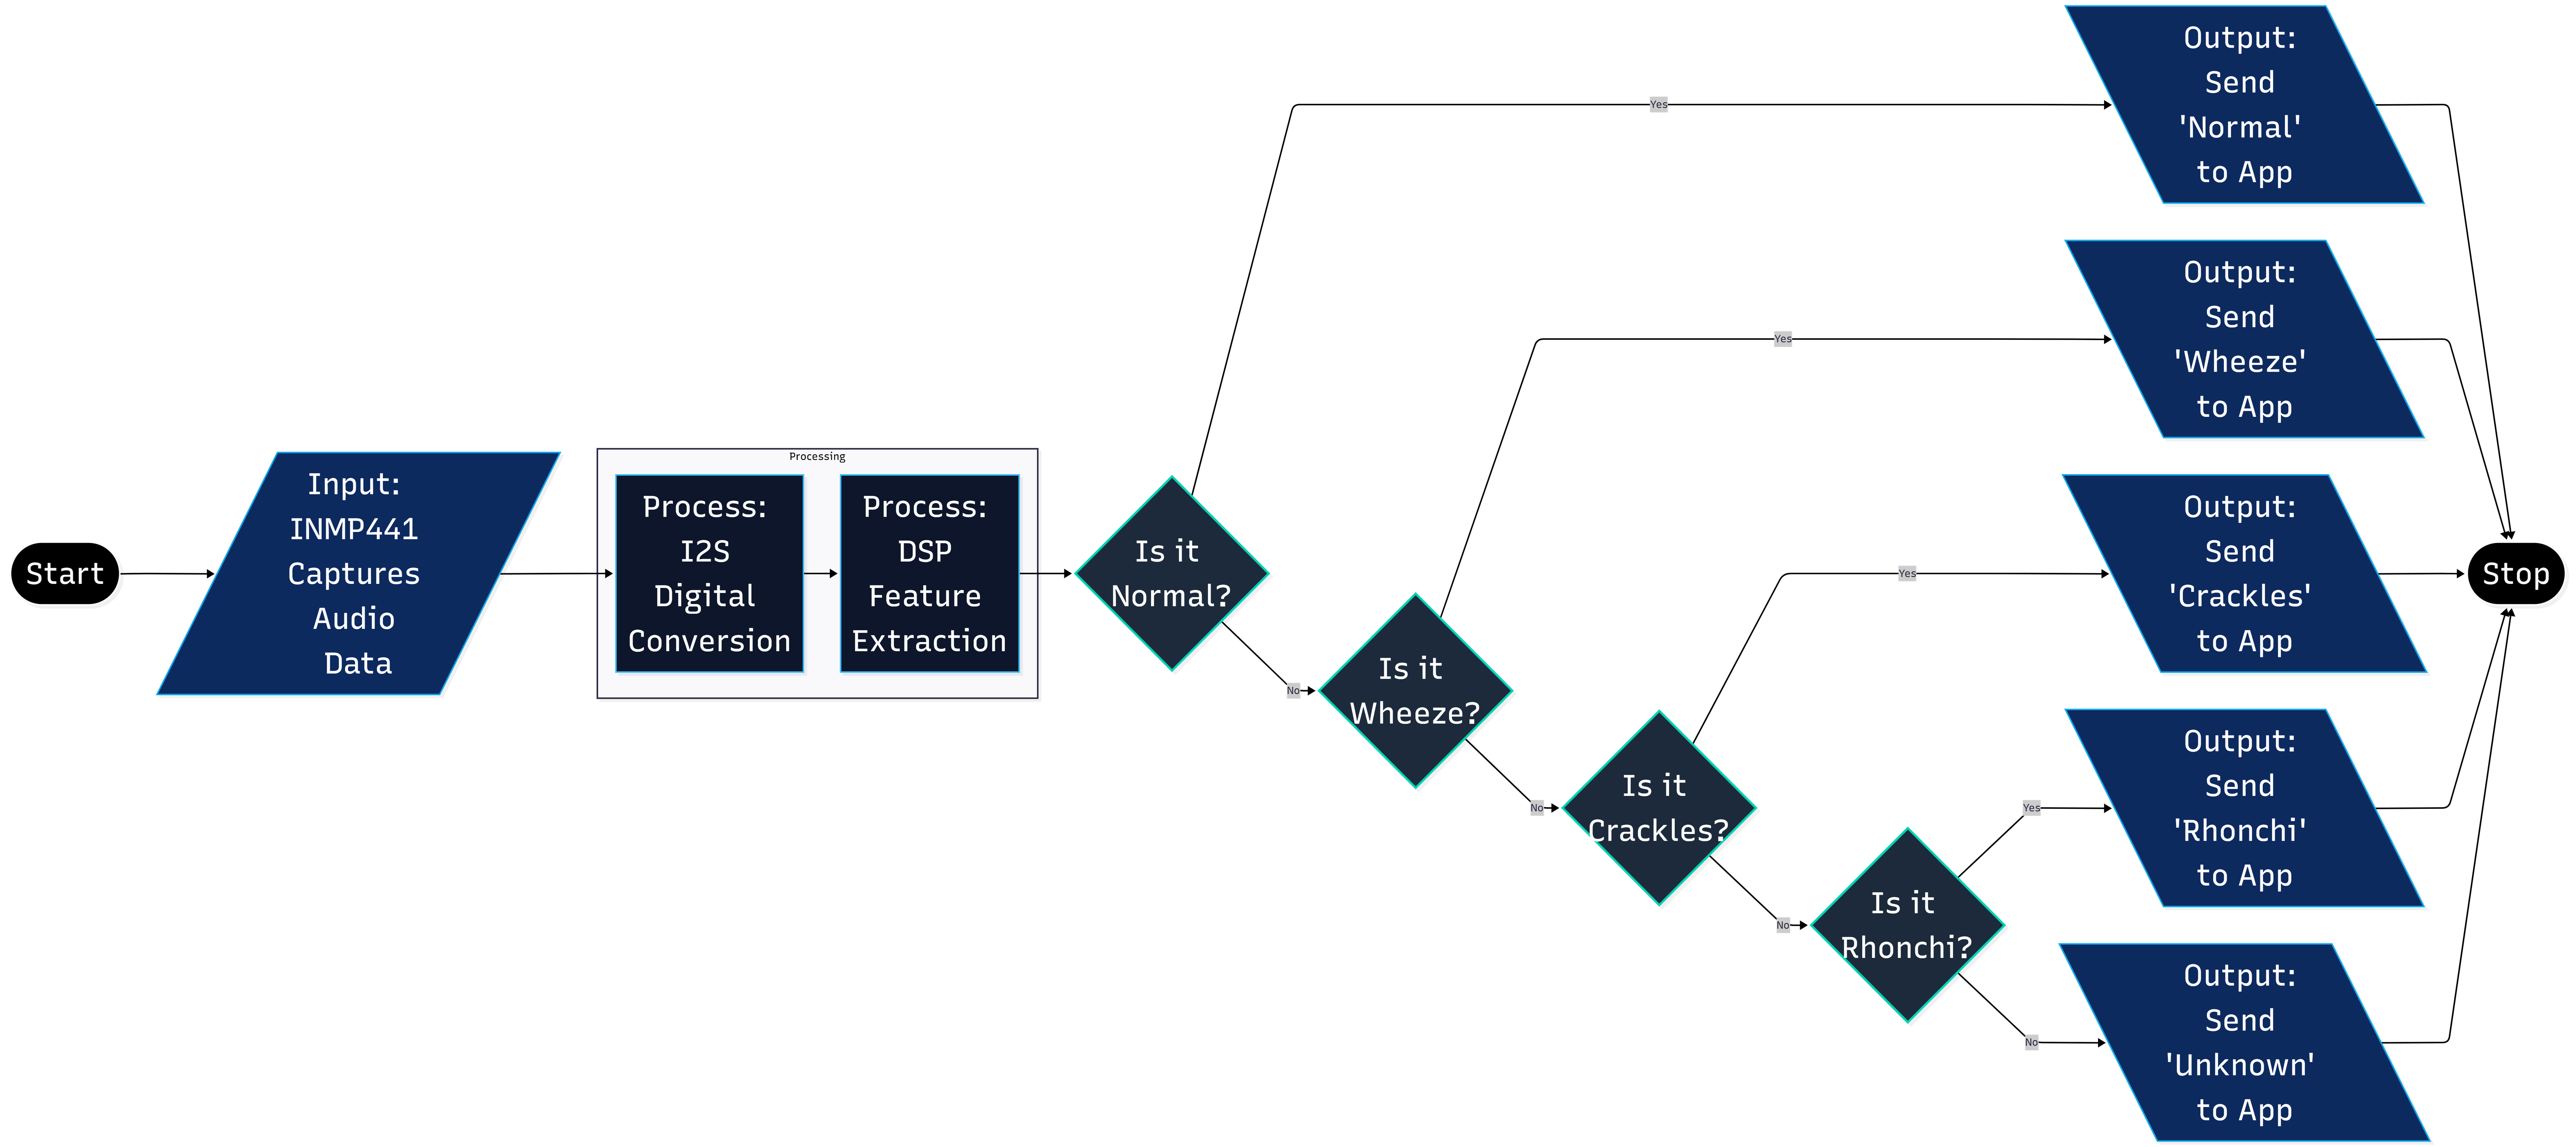 Start
Input:
INMP441
Captures
Audio
Data
Processing
Process:
I2S
Digital
Conversion
Process:
DSP
Feature
Extraction
Is it
Normal?
Yes
No
Is it
Wheeze?
Yes
No
Is it
Crackles?
Yes
No
Is it
Rhonchi?
Yes
No
Output:
Send
'Normal'
to App
Output:
Send
'Wheeze'
to App
Output:
Send
'Crackles'
to App
Output:
Send
'Rhonchi'
to App
Output:
Send
'Unknown'
to App
Stop